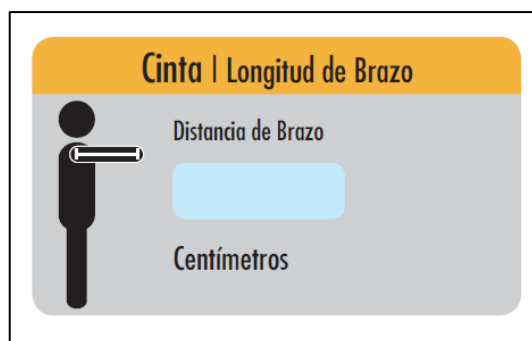 Cinta | Longitud de Brazo
Distancia de Brazo
Centímetros